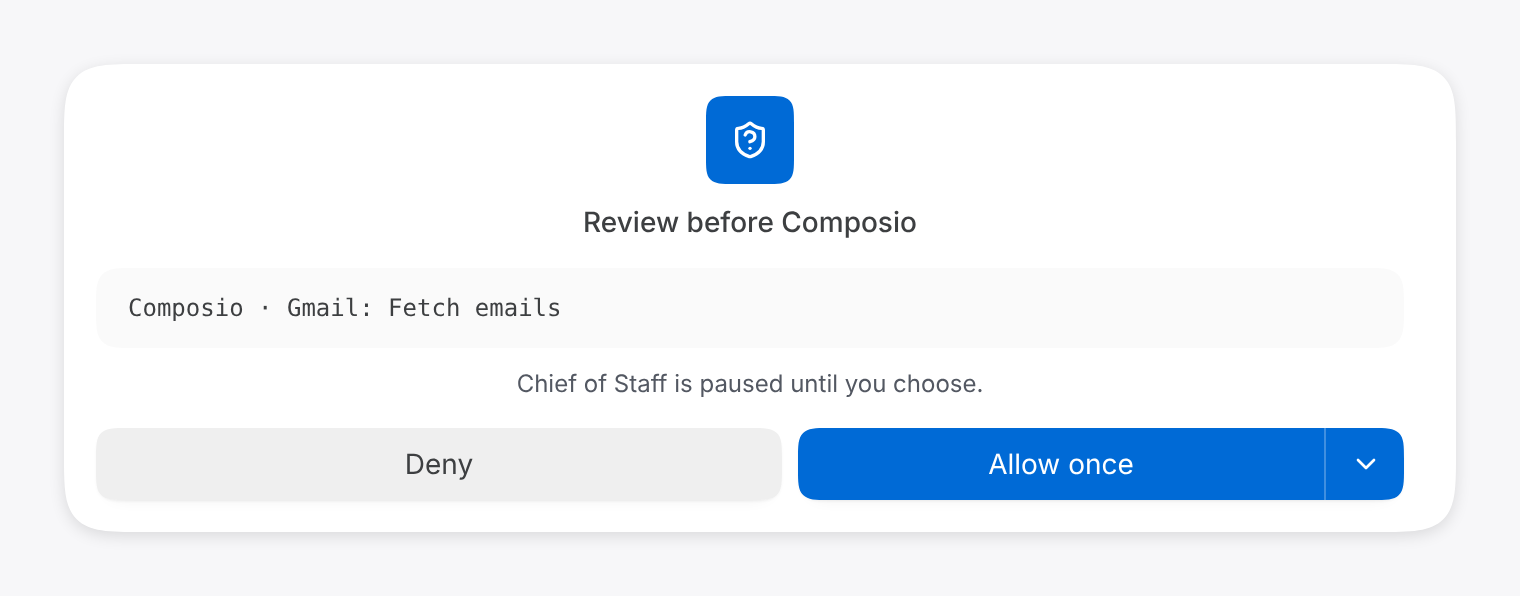 Review before Composio
Composio · Gmail: Fetch emails
Chief of Staff is paused until you choose.
Deny
Allow once